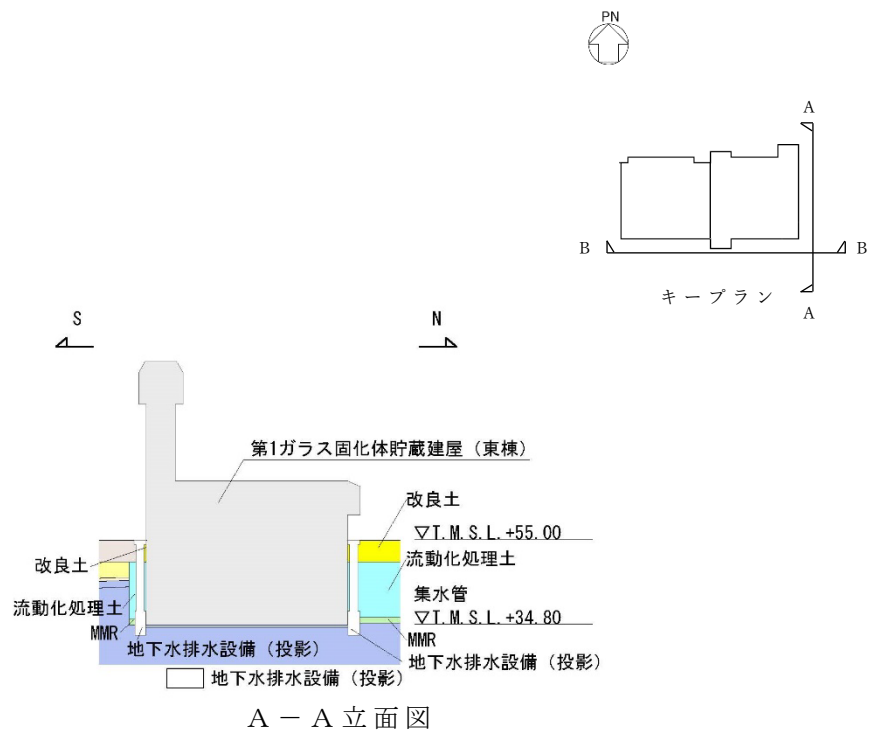 PN
A
B
B
キープラン
A
S
N
第1ガラス固化体貯蔵建屋（東棟）
改良土
▽T.M.S.L.+55.00
改良土
流動化処理土
集水管
流動化処理土
▽T.M.S.L.+34.80
MMR
MMR
地下水排水設備（投影）
地下水排水設備（投影）
地下水排水設備（投影）
A－A立面図